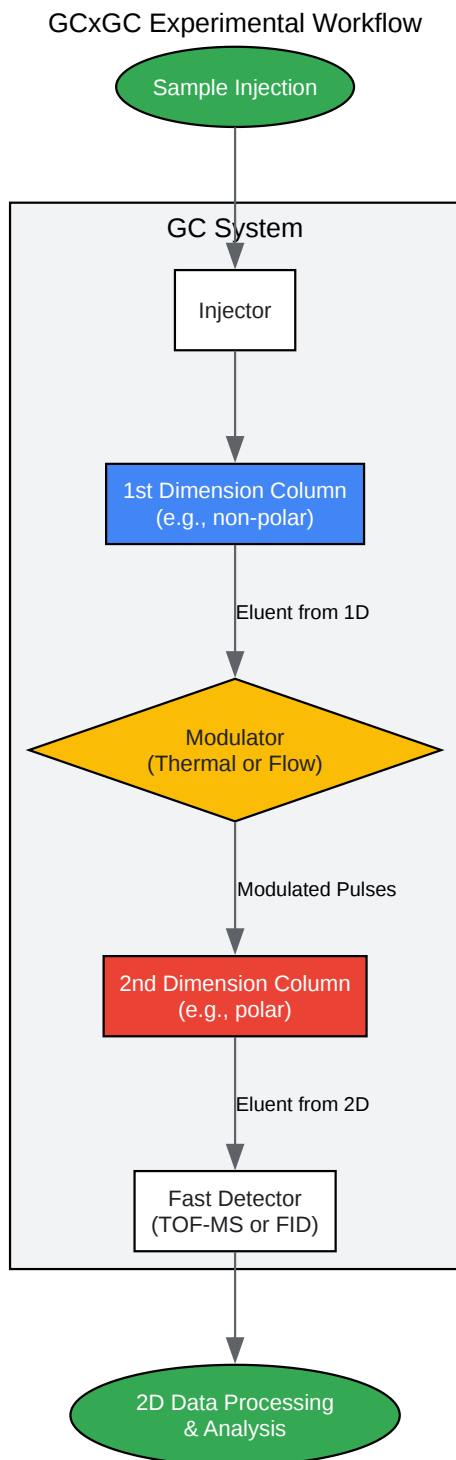 GCxGC Experimental Workflow
Sample Injection
GC System
Injector
1st Dimension Column
(e.g., non-polar)
Eluent from 1D
Modulator
(Thermal or Flow)
Modulated Pulses
2nd Dimension Column
(e.g., polar)
Eluent from 2D
Fast Detector
(TOF-MS or FID)
2D Data Processing
& Analysis